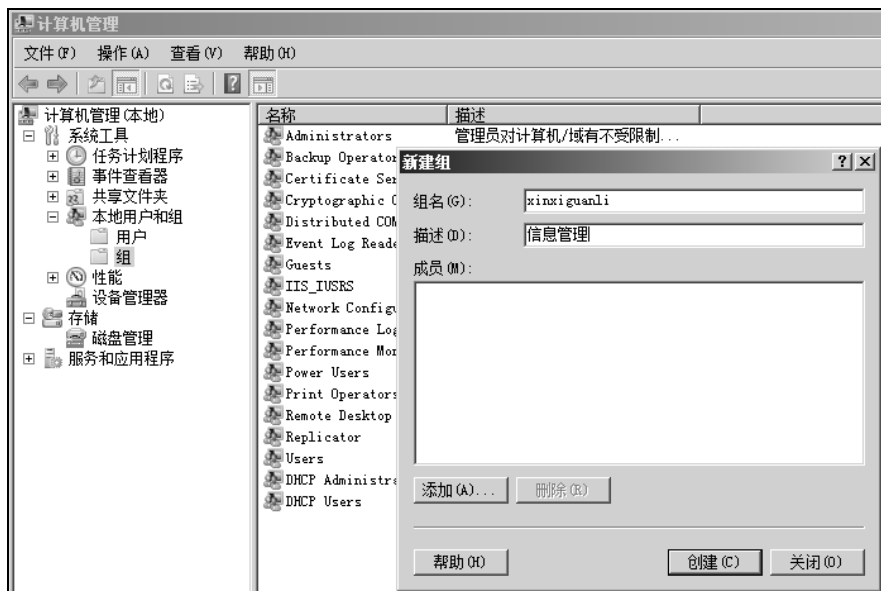 计算机管理
文件(F) 操作(A) 查看(V) 帮助(H)
计算机管理(本地)
系统工具
任务计划程序
事件查看器
共享文件夹
本地用户和组
用户
组
性能
设备管理器
存储
磁盘管理
服务和应用程序
名称 描述
Administrators 管理员对计算机/域有不受限制...
Backup Operator
Certificate Ser
Cryptographic
Distributed COM
Event Log Reade
Guests
IIS_IUSRS
Network Configu
Performance Log
Performance Mon
Power Users
Print Operators
Remote Desktop
Replicator
Users
DHCP Administra
DHCP Users
新建组
组名(G): xinxiguanli
描述(D): 信息管理
成员(M):
添加(A)... 删除(R)
帮助(H) 创建(C) 关闭(O)